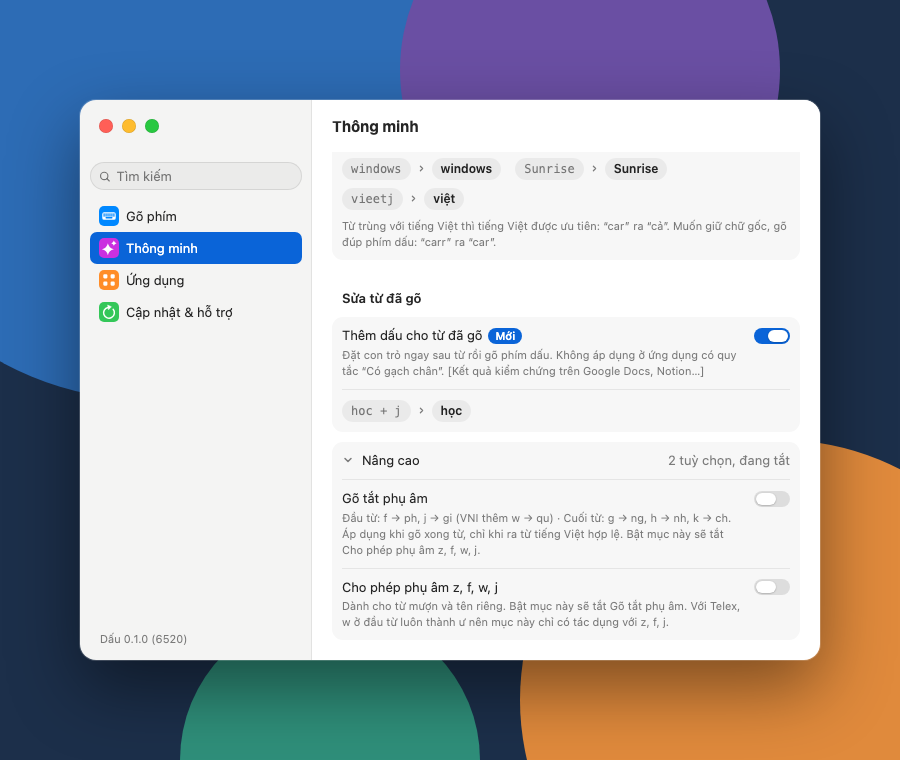 Thông minh
Tìm kiếm
Gõ phím
Thông minh
Ứng dụng
Cập nhật & hỗ trợ
Dấu 0.1.0 (6520)
windows › windows Sunrise › Sunrise
vieetj › việt
Từ trùng với tiếng Việt thì tiếng Việt được ưu tiên: “car” ra “cả”. Muốn giữ chữ gốc, gõ
đúp phím dấu: “carr” ra “car”.
Sửa từ đã gõ
Thêm dấu cho từ đã gõ Mới
Đặt con trỏ ngay sau từ rồi gõ phím dấu. Không áp dụng ở ứng dụng có quy
tắc “Có gạch chân”. [Kết quả kiểm chứng trên Google Docs, Notion…]
hoc + j › học
Nâng cao 2 tuỳ chọn, đang tắt
Gõ tắt phụ âm
Đầu từ: f → ph, j → gi (VNI thêm w → qu) · Cuối từ: g → ng, h → nh, k → ch.
Áp dụng khi gõ xong từ, chỉ khi ra từ tiếng Việt hợp lệ. Bật mục này sẽ tắt
Cho phép phụ âm z, f, w, j.
Cho phép phụ âm z, f, w, j
Dành cho từ mượn và tên riêng. Bật mục này sẽ tắt Gõ tắt phụ âm. Với Telex,
w ở đầu từ luôn thành ư nên mục này chỉ có tác dụng với z, f, j.